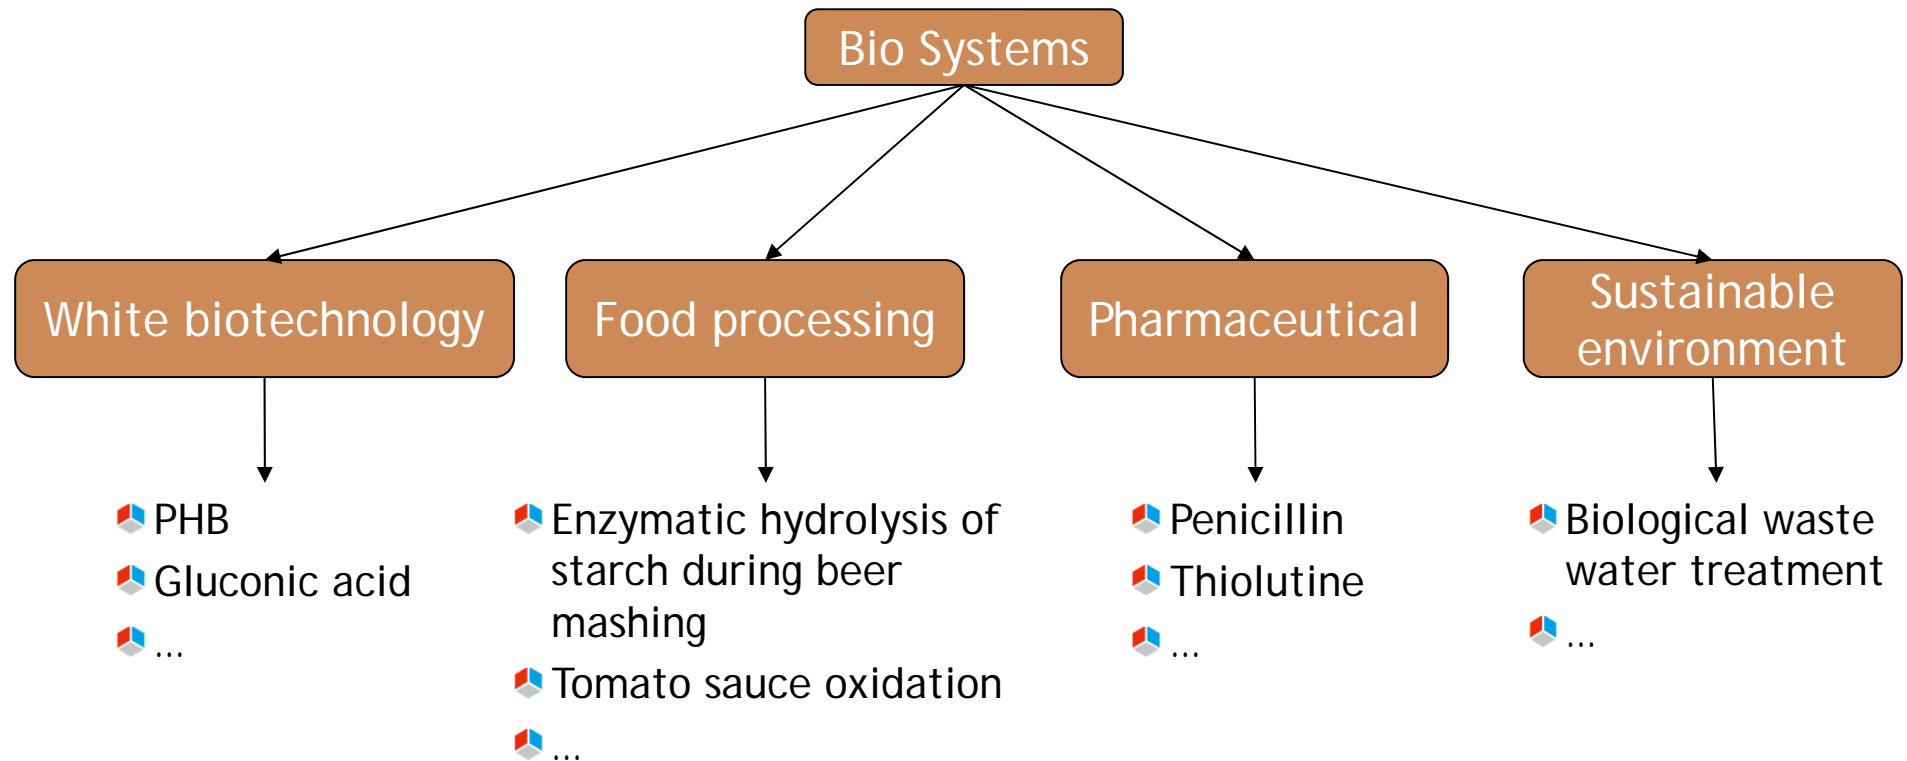 Bio Systems
White biotechnology
Food processing
Pharmaceutical
Sustainable
environment
PHB
Gluconic acid
...
Enzymatic hydrolysis of
starch during beer
mashing
Tomato sauce oxidation
...
Penicillin
Thiolutine
...
Biological waste
water treatment
...